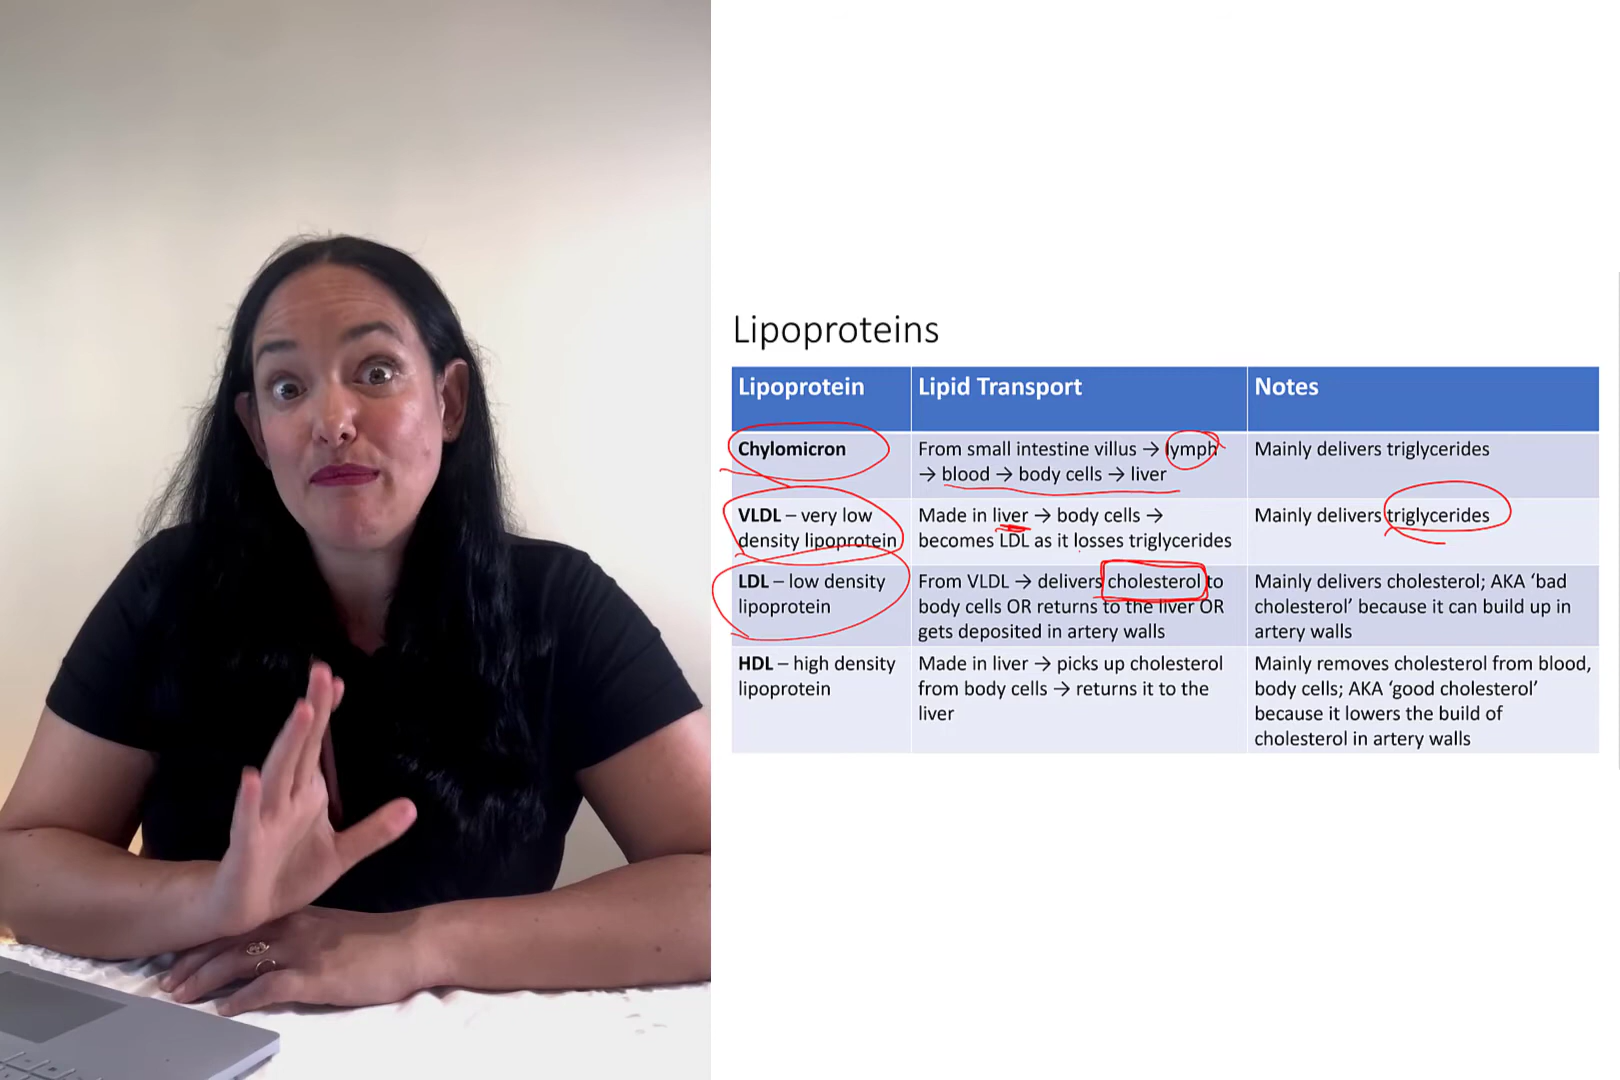 Lipoproteins
Lipoprotein
Lipid Transport
Notes
Chylomicron
From small intestine villus → lymph
→ blood → body cells → liver
Mainly delivers triglycerides
VLDL – very low
density lipoprotein
Made in liver → body cells →
becomes LDL as it losses triglycerides
Mainly delivers triglycerides
LDL – low density
lipoprotein
From VLDL → delivers cholesterol to
body cells OR returns to the liver OR
gets deposited in artery walls
Mainly delivers cholesterol; AKA ‘bad
cholesterol’ because it can build up in
artery walls
HDL – high density
lipoprotein
Made in liver → picks up cholesterol
from body cells → returns it to the
liver
Mainly removes cholesterol from blood,
body cells; AKA ‘good cholesterol’
because it lowers the build of
cholesterol in artery walls